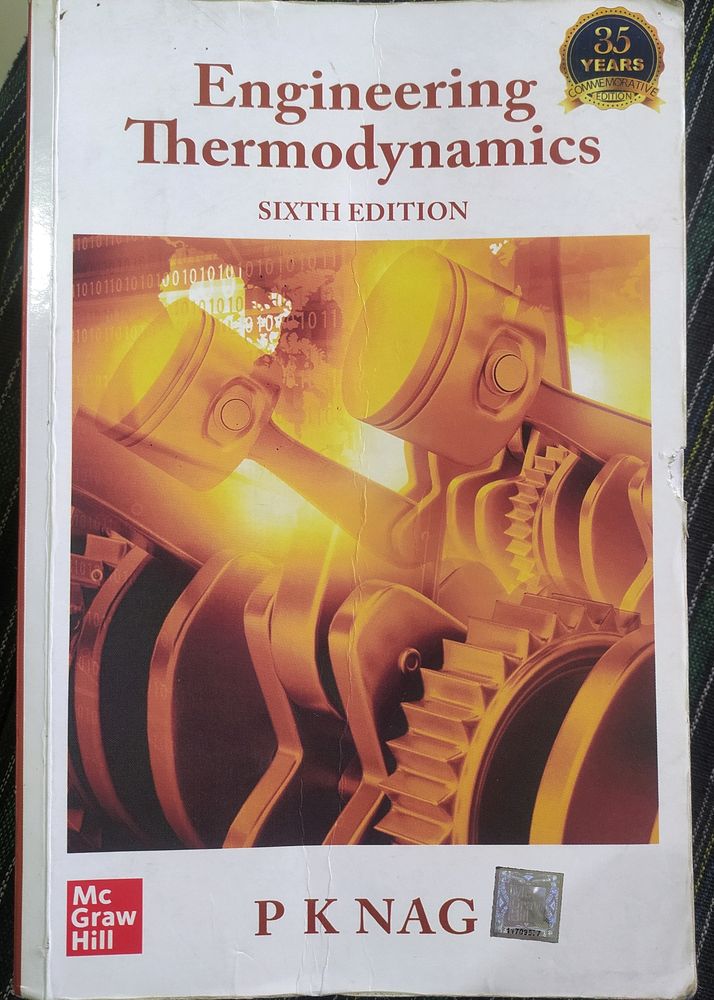 35
YEARS
COMMEMORATIVE
EDITION
Engineering
Thermodynamics
SIXTH EDITION
Mc
Graw
Hill
P K NAG